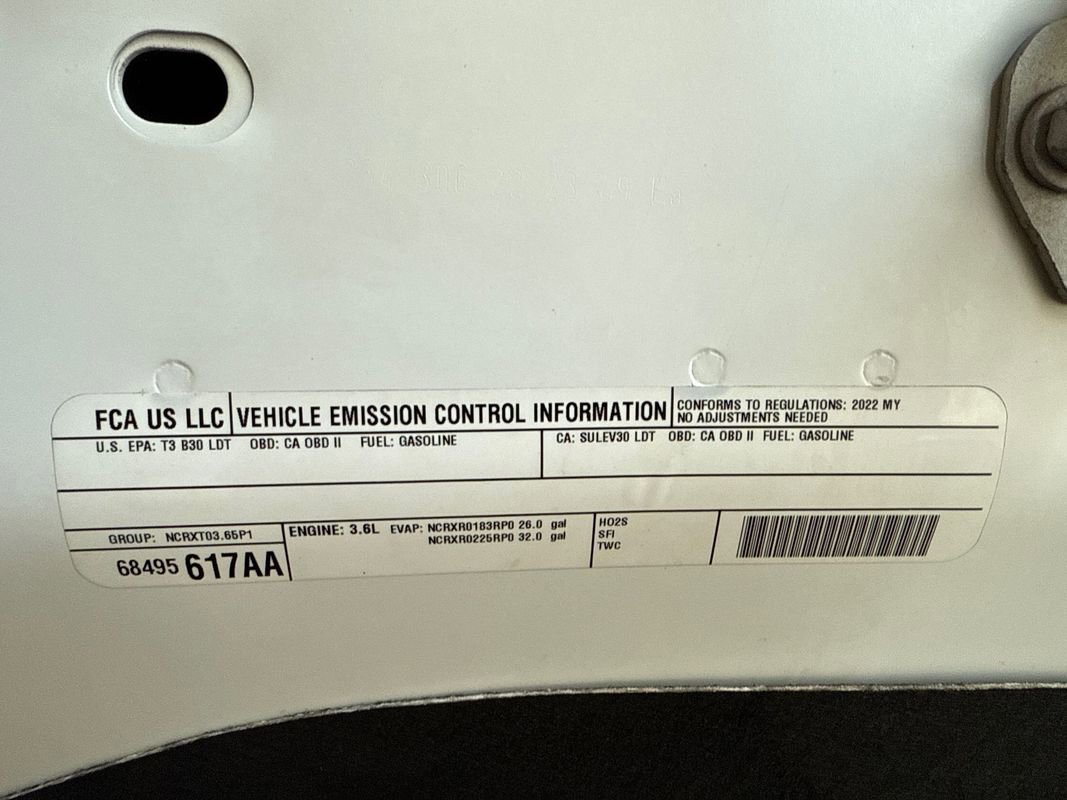 FCA US LLC VEHICLE EMISSION CONTROL INFORMATION
CONFORMS TO REGULATIONS: 2022 MY
NO ADJUSTMENTS NEEDED
U.S. EPA: T3 B30 LDT OBD: CA OBD II FUEL: GASOLINE
CA: SULEV30 LDT OBD: CA OBD II FUEL: GASOLINE
GROUP: NCRXT03.65P1
68495 617AA
ENGINE: 3.6L EVAP: NCRXR0183RP0 26.0 gal
NCRXR0225RP0 32.0 gal
HO2S
SFI
TWC